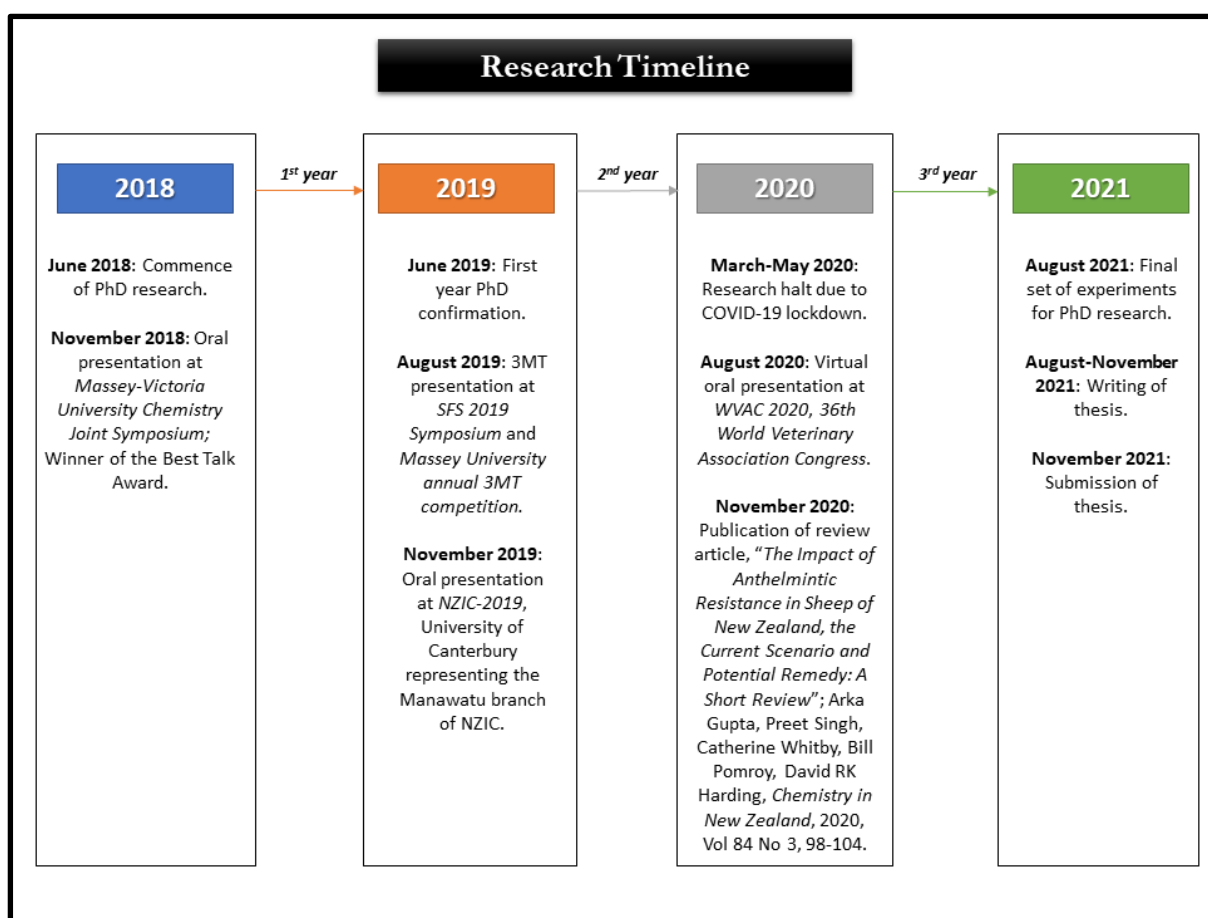 Research Timeline
2018
June 2018: Commence
of PhD research.
November 2018: Oral
presentation at
Massey-Victoria
University Chemistry
Joint Symposium;
Winner of the Best Talk
Award.
1st year
2019
June 2019: First
year PhD
confirmation.
August 2019: 3MT
presentation at
SFS 2019
Symposium and
Massey University
annual 3MT
competition.
November 2019:
Oral presentation
at NZIC-2019,
University of
Canterbury
representing the
Manawatu branch
of NZIC.
2nd year
2020
March-May 2020:
Research halt due to
COVID-19 lockdown.
August 2020: Virtual
oral presentation at
WVAC 2020, 36th
World Veterinary
Association Congress.
November 2020:
Publication of review
article, “The Impact of
Anthelmintic
Resistance in Sheep of
New Zealand, the
Current Scenario and
Potential Remedy: A
Short Review”; Arka
Gupta, Preet Singh,
Catherine Whitby, Bill
Pomroy, David RK
Harding, Chemistry in
New Zealand, 2020,
Vol 84 No 3, 98-104.
3rd year
2021
August 2021: Final
set of experiments
for PhD research.
August-November
2021: Writing of
thesis.
November 2021:
Submission of
thesis.